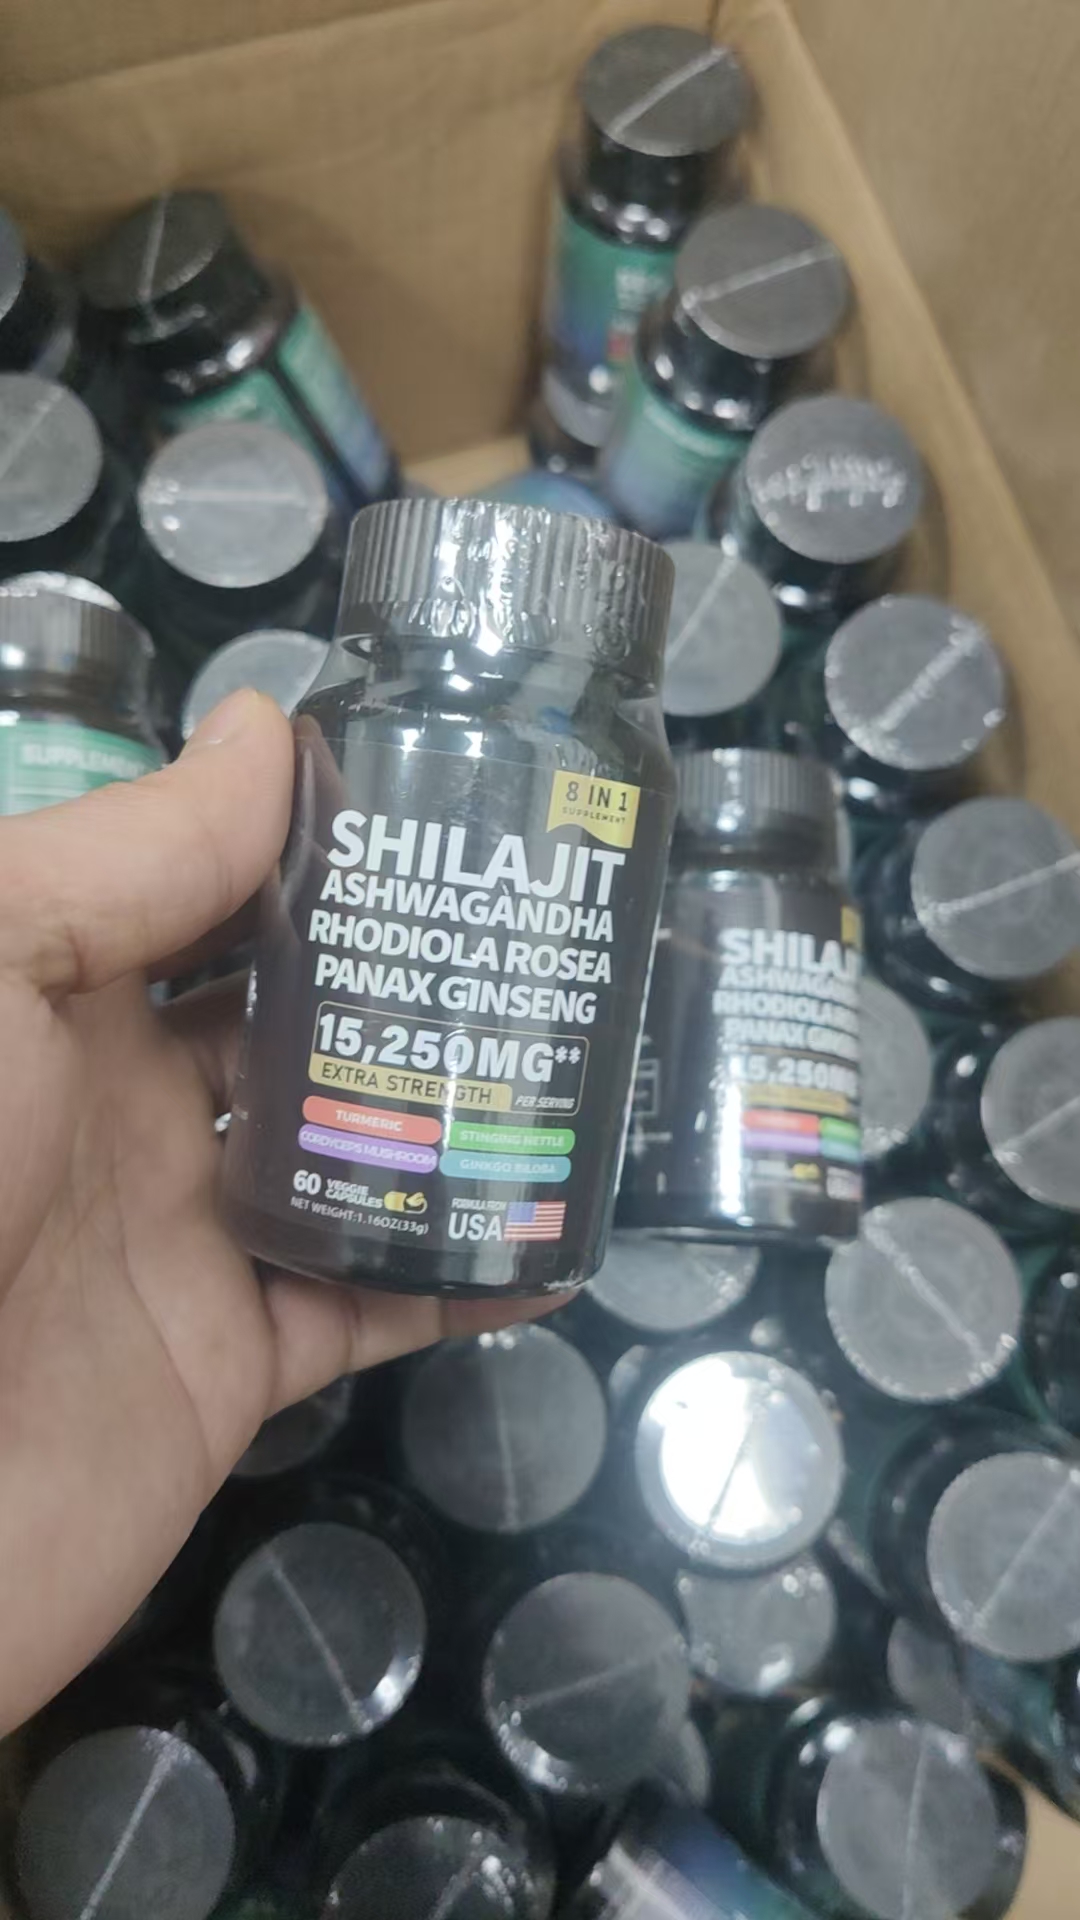 8 IN 1
SUPPLEMENT
SHILAJIT
ASHWAGANDHA
RHODIOLA ROSEA
PANAX GINSENG
15,250MG**
EXTRA STRENGTH
PER SERVING
TURMERIC
STINGING NETTLE
CORDYCEPS MUSHROOM
GINKGO BILOBA
60 VEGGIE
CAPSULES
NET WEIGHT:1.16OZ(33g)
FORMULA FROM
USA
SUPPLEMENT
SHILAJ
ASHWAGAN
RHODIOLA
PANAX GIN
15,250M